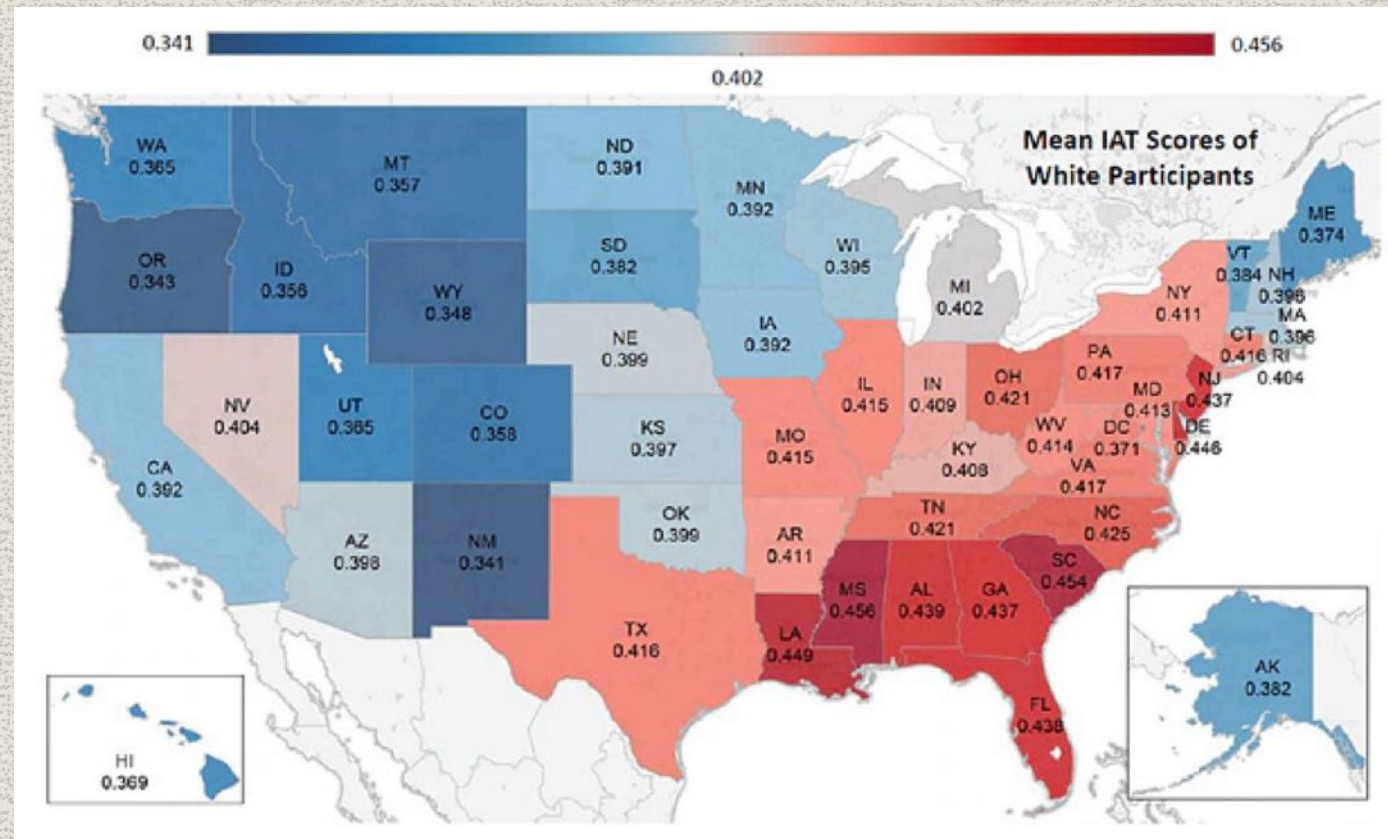 0.341
0.456
0.402
Mean IAT Scores of
White Participants
WA
0.365
MT
0.357
ND
0.391
MN
0.392
ME
0.374
OR
0.343
ID
0.356
WY
0.348
SD
0.382
WI
0.395
MI
0.402
VT
0.384
NH
0.396
NY
0.411
MA
0.396
CT
0.416
RI
0.404
NE
0.399
IA
0.392
PA
0.417
NJ
0.437
NV
0.404
UT
0.365
CO
0.358
KS
0.397
MO
0.415
IL
0.415
IN
0.409
OH
0.421
MD
0.413
WV
0.414
DC
0.371
DE
0.446
CA
0.392
KY
0.408
VA
0.417
AZ
0.398
NM
0.341
OK
0.399
AR
0.411
TN
0.421
NC
0.425
SC
0.454
MS
0.456
AL
0.439
GA
0.437
TX
0.416
LA
0.449
FL
0.438
AK
0.382
HI
0.369